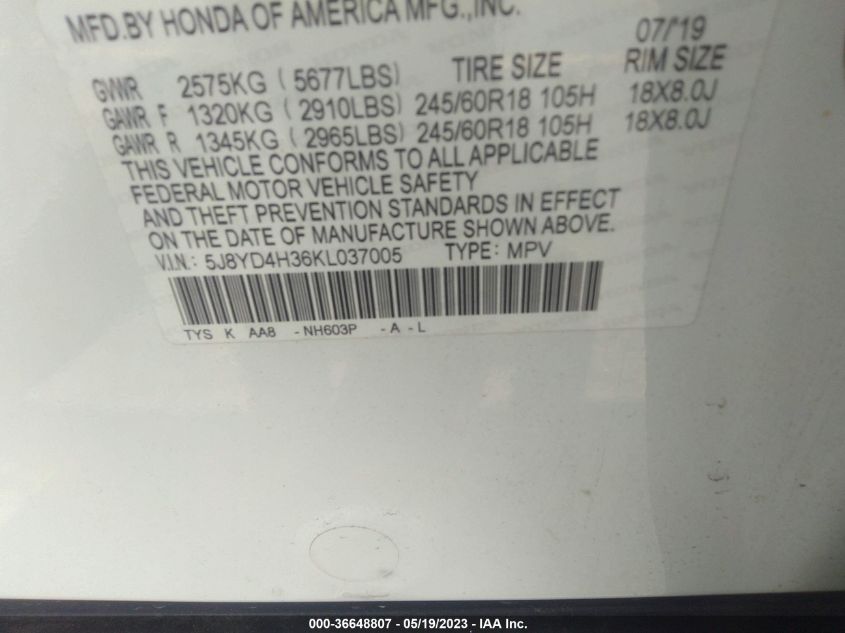 MFD.BY HONDA OF AMERICA MFG.,INC.
07/'19
GVWR 2575KG ( 5677LBS) TIRE SIZE RIM SIZE
GAWR F 1320KG ( 2910LBS) 245/60R18 105H 18X8.0J
GAWR R 1345KG ( 2965LBS) 245/60R18 105H 18X8.0J
THIS VEHICLE CONFORMS TO ALL APPLICABLE
FEDERAL MOTOR VEHICLE SAFETY
AND THEFT PREVENTION STANDARDS IN EFFECT
ON THE DATE OF MANUFACTURE SHOWN ABOVE.
V.I.N.: 5J8YD4H36KL037005 TYPE: MPV
TYS K AA8 -NH603P -A -L
000-36648807 - 05/19/2023 - IAA Inc.